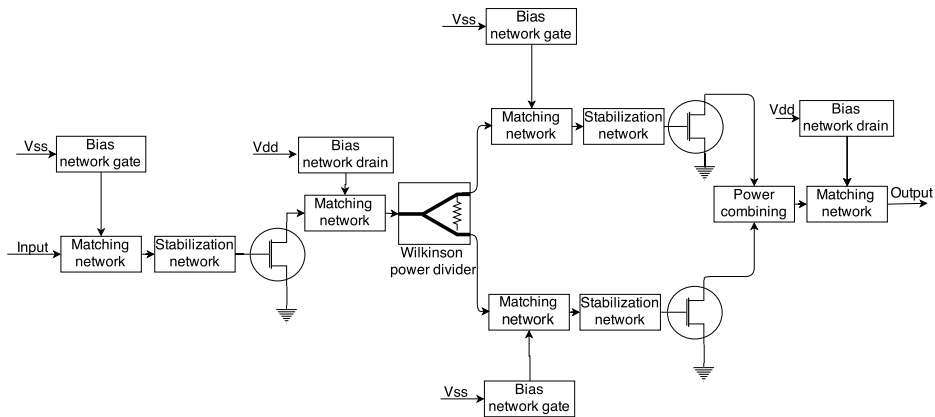 Vss
Bias
network gate
Matching
network
Stabilization
network
Vdd
Bias
network drain
Power
combining
Matching
network
Output
Vss
Bias
network gate
Vdd
Bias
network drain
Matching
network
Input
Matching
network
Stabilization
network
Wilkinson
power divider
Matching
network
Stabilization
network
Vss
Bias
network gate